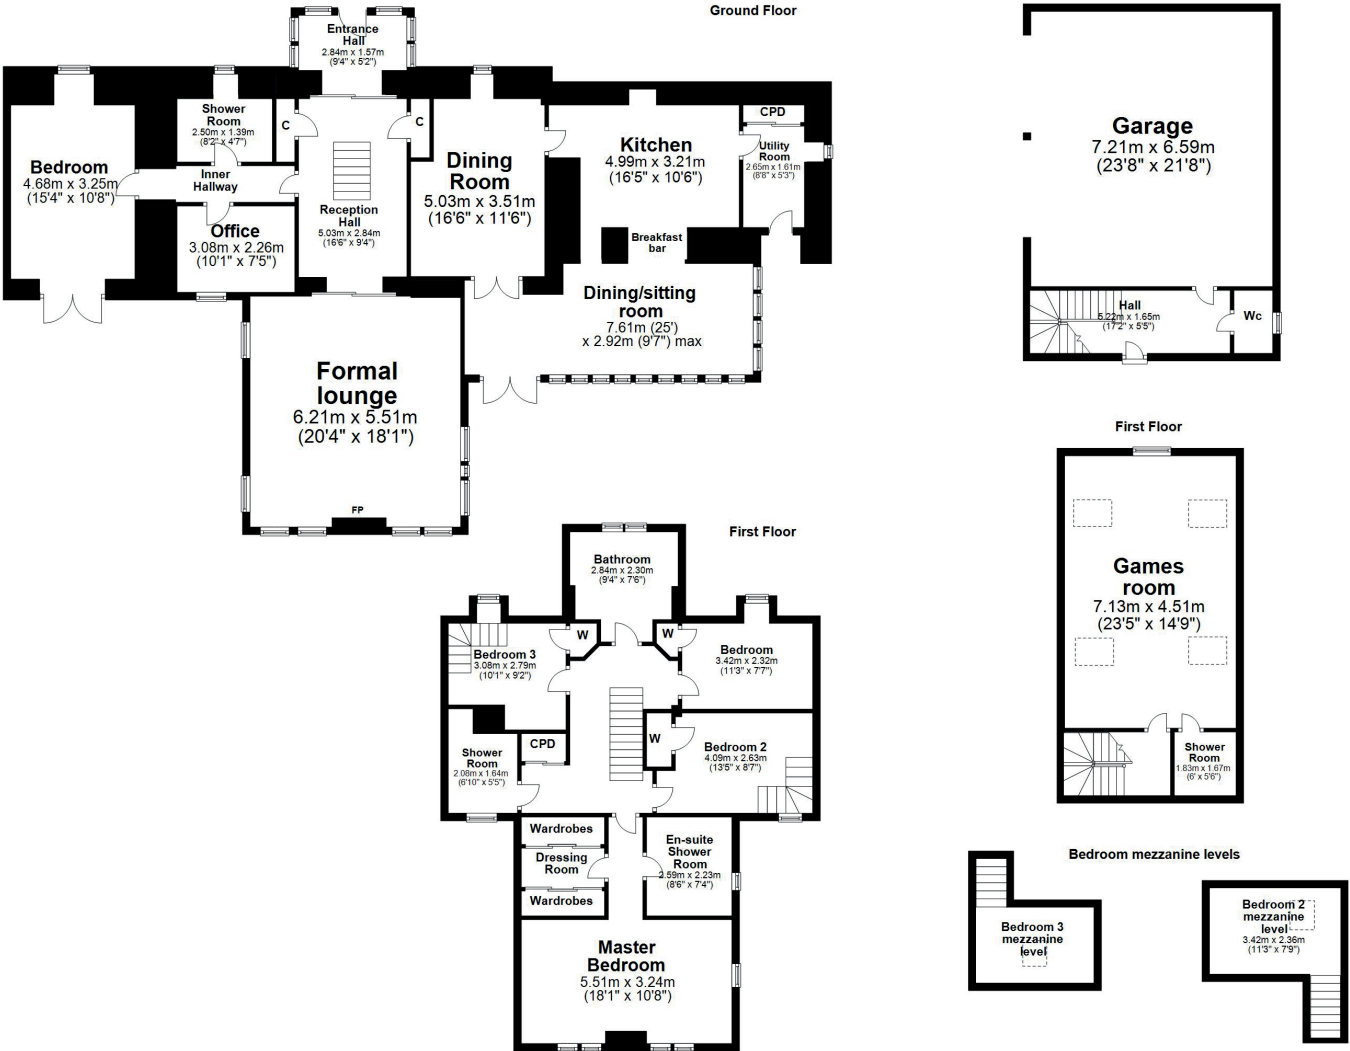 Ground Floor
Entrance
Hall
2.84m x 1.57m
(9'4" x 5'2")
Shower
Room
2.50m x 1.39m
(8'2" x 4'7")
C
C
Bedroom
4.68m x 3.25m
(15'4" x 10'8")
Inner
Hallway
Office
3.08m x 2.26m
(10'1" x 7'5")
Reception
Hall
5.03m x 2.84m
(16'6" x 9'4")
Dining
Room
5.03m x 3.51m
(16'6" x 11'6")
Kitchen
4.99m x 3.21m
(16'5" x 10'6")
CPD
Utility
Room
2.65m x 1.61m
(8'8" x 5'3")
Breakfast
bar
Dining/sitting
room
7.61m (25')
x 2.92m (9'7") max
Formal
lounge
6.21m x 5.51m
(20'4" x 18'1")
FP
Garage
7.21m x 6.59m
(23'8" x 21'8")
Hall
5.22m x 1.65m
(17'2" x 5'5")
Wc
First Floor
Games
room
7.13m x 4.51m
(23'5" x 14'9")
Shower
Room
1.83m x 1.67m
(6' x 5'6")
First Floor
Bathroom
2.84m x 2.30m
(9'4" x 7'6")
W
W
Bedroom 3
3.08m x 2.79m
(10'1" x 9'2")
Bedroom
3.42m x 2.32m
(11'3" x 7'7")
Shower
Room
2.08m x 1.64m
(6'10" x 5'5")
CPD
W
Bedroom 2
4.09m x 2.63m
(13'5" x 8'7")
Wardrobes
Dressing
Room
Wardrobes
En-suite
Shower
Room
2.59m x 2.23m
(8'6" x 7'4")
Master
Bedroom
5.51m x 3.24m
(18'1" x 10'8")
Bedroom mezzanine levels
Bedroom 3
mezzanine
level
Bedroom 2
mezzanine
level
3.42m x 2.36m
(11'3" x 7'9")